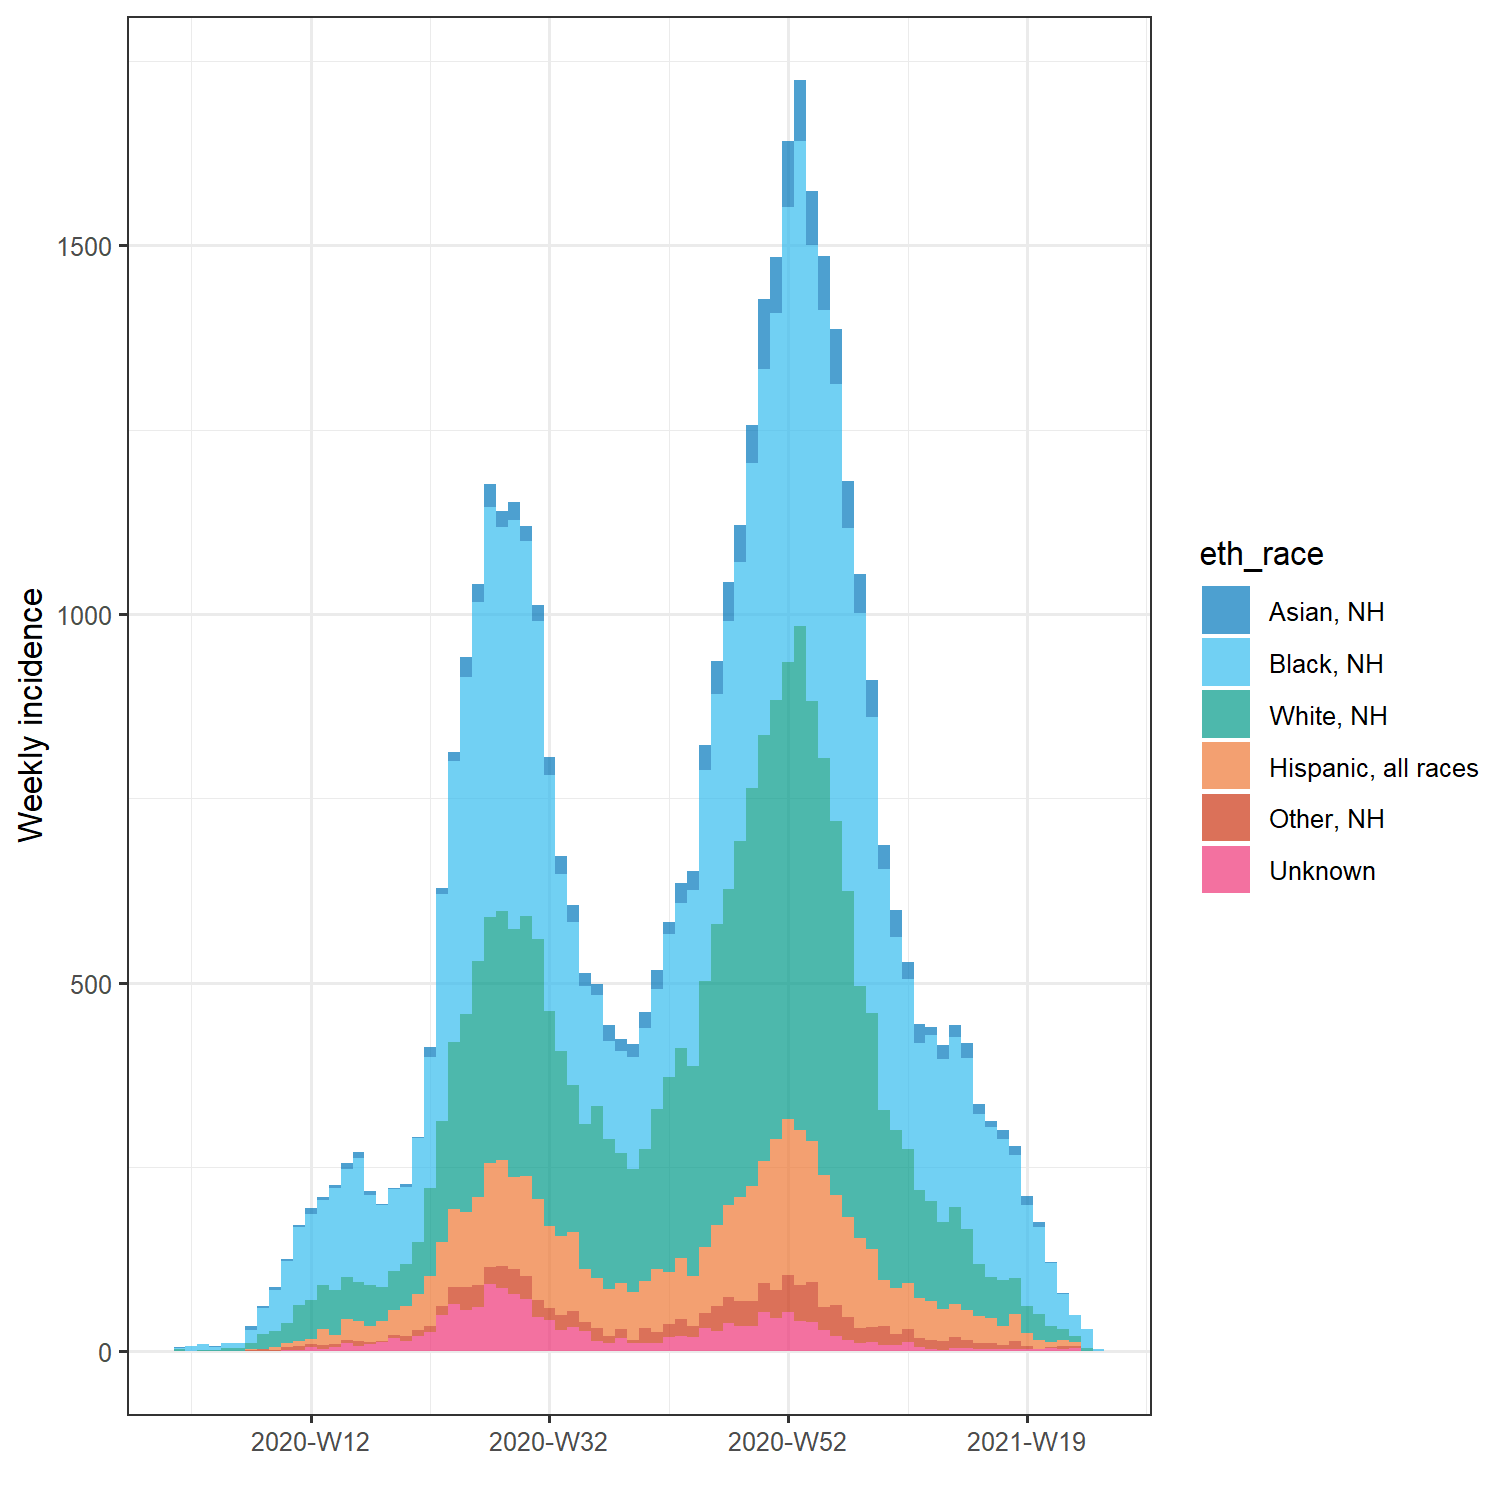 Weekly incidence
1500
1000
500
0
2020-W12
2020-W32
2020-W52
2021-W19
eth_race
Asian, NH
Black, NH
White, NH
Hispanic, all races
Other, NH
Unknown